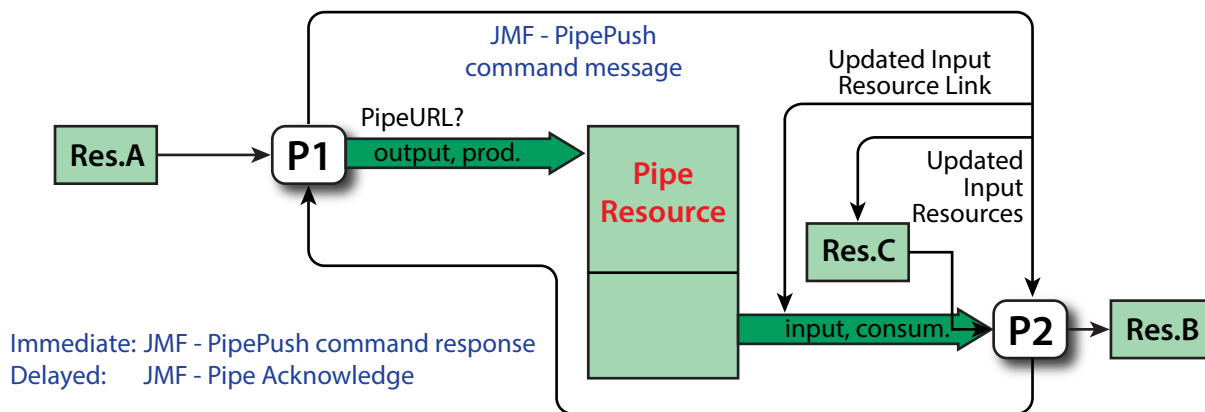 JMF - PipePush
command message
Updated Input
Resource Link
PipeURL?
Res.A
P1
output, prod.
Pipe
Resource
Updated
Input
Resources
Res.C
input, consum.
P2
Res.B
Immediate: JMF - PipePush command response
Delayed: JMF - Pipe Acknowledge